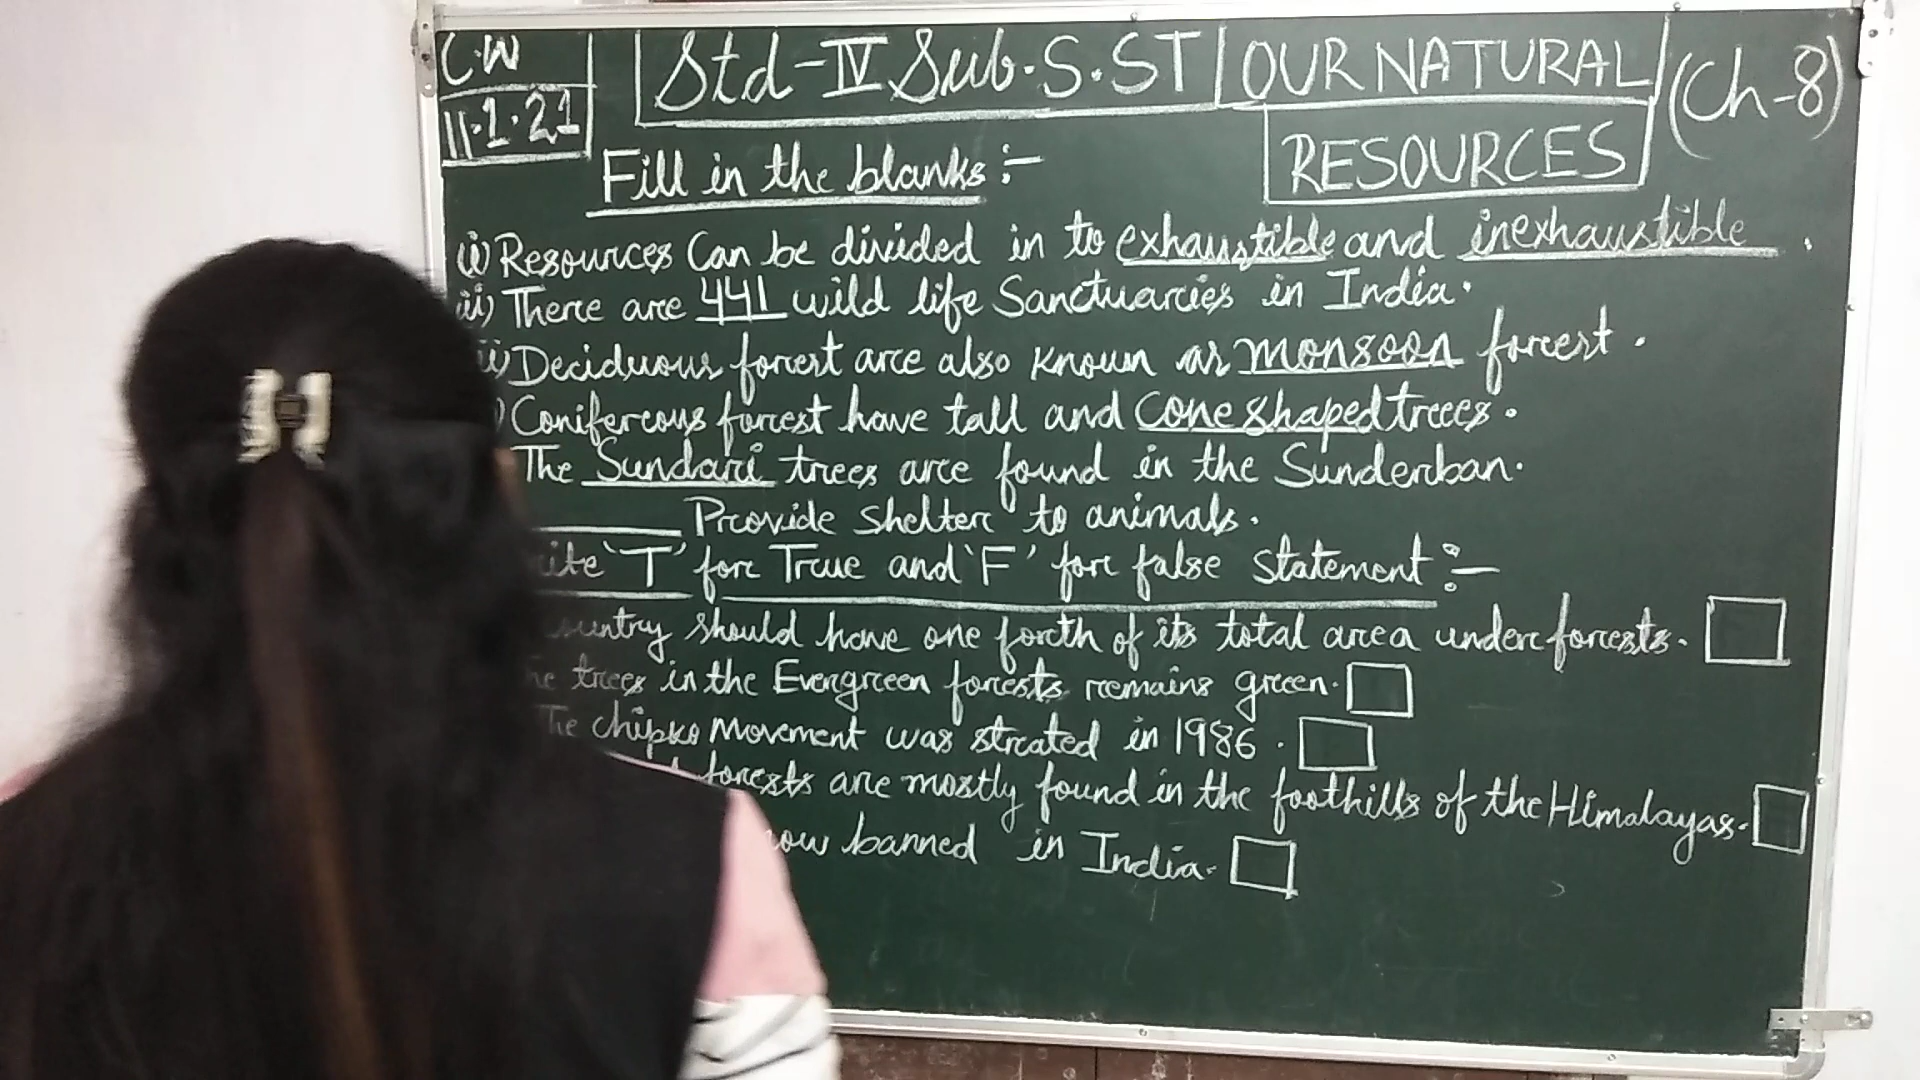 C.W
11.1.21
Std-IV Sub.S.ST OUR NATURAL (Ch-8)
RESOURCES
Fill in the blanks :-
i) Resources Can be divided in to exhaustible and inexhaustible .
ii) There are 441 wild life Sanctuaries in India.
ii) Deciduous forest are also known as monsoon forest.
) Coniferous forest have tall and Cone shaped trees.
The Sundari trees are found in the Sunderban.
______ Provide shelter to animals.
'T' for True and 'F' for false statement :-
should have one forth of its total area under forests.
trees in the Evergreen forests remains green.
The chipko movement was strated in 1986.
forests are mostly found in the foothills of the Himalayas.
banned in India.